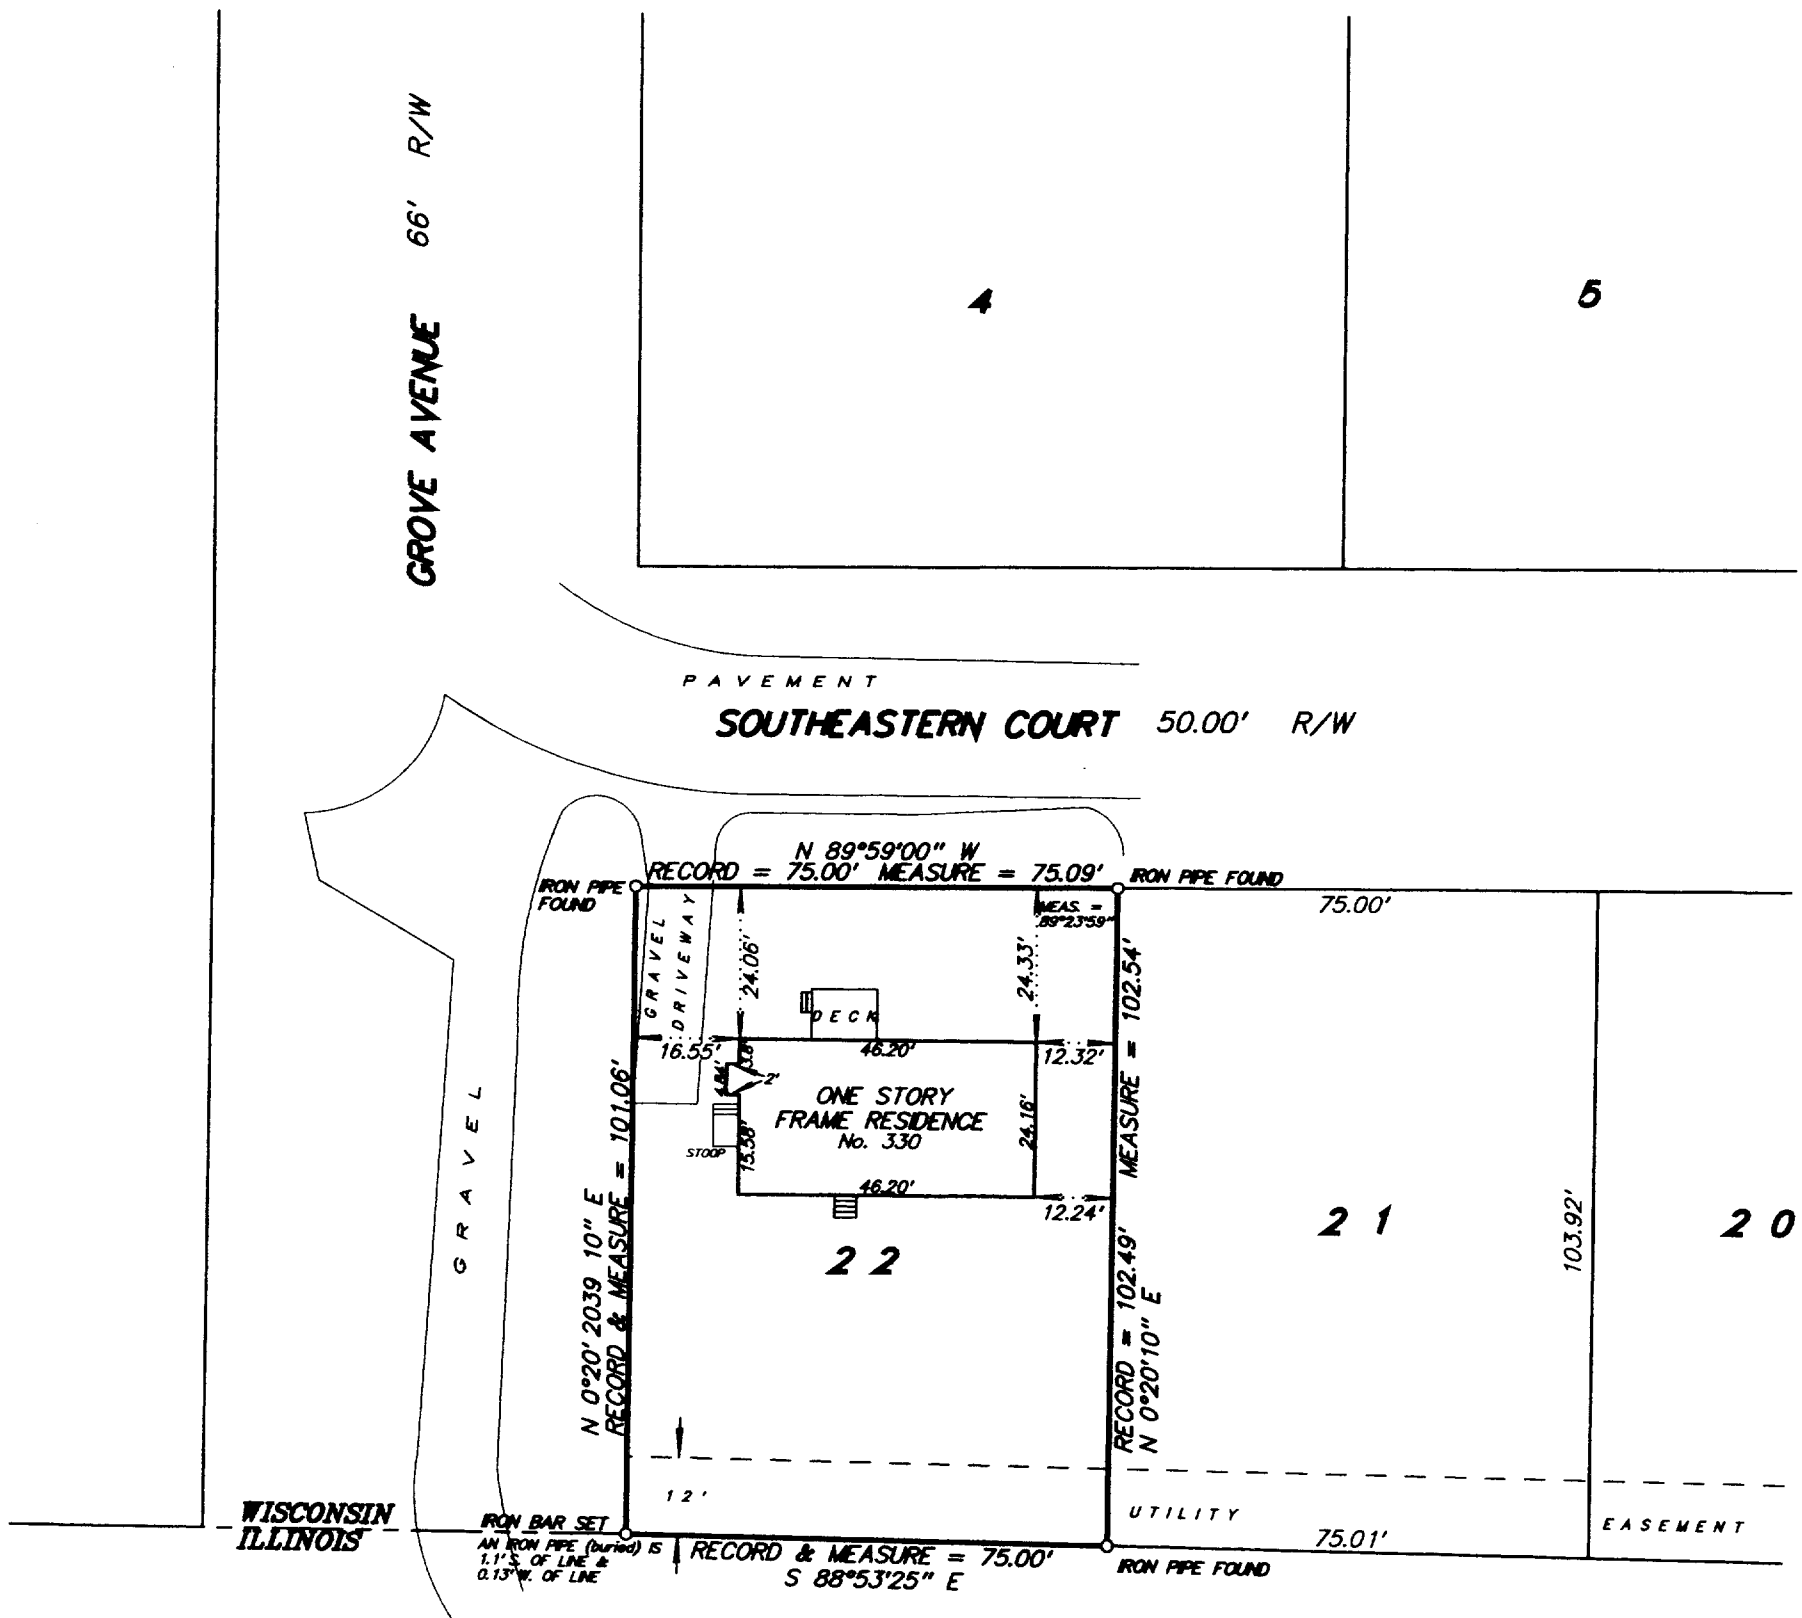 GROVE AVENUE 66' R/W
4
5
PAVEMENT
SOUTHEASTERN COURT 50.00' R/W
N 89°59'00" W
RECORD = 75.00' MEASURE = 75.09'
IRON PIPE
FOUND
IRON PIPE FOUND
75.00'
MEAS. =
89°23'59"
GRAVEL
DRIVEWAY
24.06'
24.33'
DECK
16.55'
3.8'
46.20'
12.32'
4.84'
2'
ONE STORY
FRAME RESIDENCE
No. 330
24.16'
STOOP
15.58'
46.20'
12.24'
22
21
20
GRAVEL
N 0°20' 2039 10" E
RECORD & MEASURE = 101.06'
RECORD = 102.49' MEASURE = 102.54'
N 0°20'10" E
103.92'
12'
UTILITY
EASEMENT
75.01'
WISCONSIN
ILLINOIS
IRON BAR SET
AN IRON PIPE (buried) IS
1.1' S. OF LINE &
0.13' W. OF LINE
RECORD & MEASURE = 75.00'
S 88°53'25" E
IRON PIPE FOUND